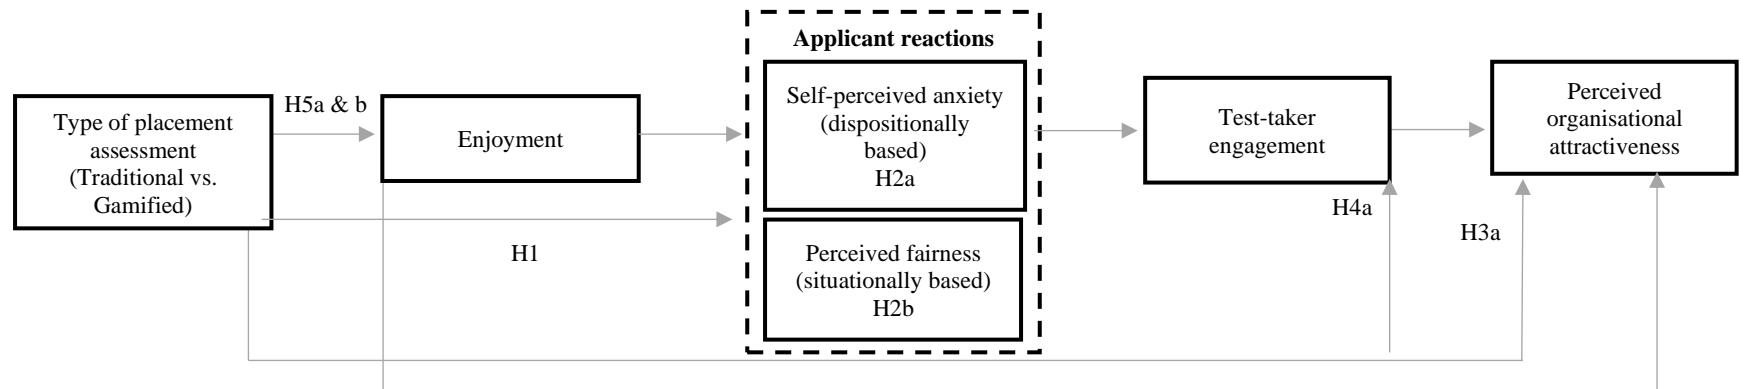 Applicant reactions
H5a & b
Type of placement
assessment
(Traditional vs.
Gamified)
Enjoyment
Self-perceived anxiety
(dispositionally
based)
H2a
Test-taker
engagement
Perceived
organisational
attractiveness
H1
Perceived fairness
(situationally based)
H2b
H4a
H3a